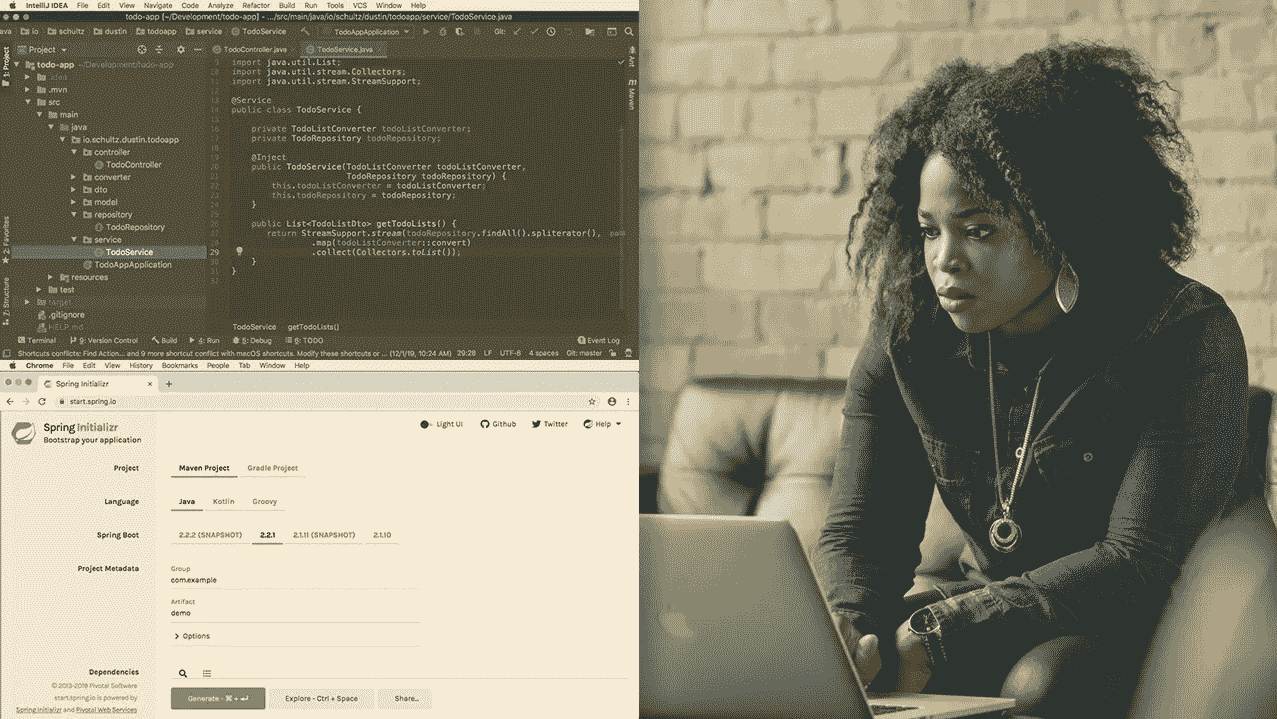 IntelliJ IDEA File Edit View Navigate Code Analyze Refactor Build Run Tools VCS Window Help
todo-app [~/Development/todo-app] - .../src/main/java/io/schultz/dustin/todoapp/service/TodoService.java
ava io schultz dustin todoapp service TodoService TodoAppApplication Git:
Project TodoController.java TodoService.java
1: Project
Ant
Maven
2: Favorites
Z: Structure
todo-app ~/Development/todo-app
.idea
.mvn
src
main
java
io.schultz.dustin.todoapp
controller
TodoController
converter
dto
model
repository
TodoRepository
service
TodoService
TodoAppApplication
resources
test
target
.gitignore
HELP.md
9 import java.util.List;
10 import java.util.stream.Collectors;
11 import java.util.stream.StreamSupport;
12
13 @Service
14 public class TodoService {
15
16 private TodoListConverter todoListConverter;
17 private TodoRepository todoRepository;
18
19 @Inject
20 public TodoService(TodoListConverter todoListConverter,
21 TodoRepository todoRepository) {
22 this.todoListConverter = todoListConverter;
23 this.todoRepository = todoRepository;
24 }
25
26 public List<TodoListDto> getTodoLists() {
27 return StreamSupport.stream(todoRepository.findAll().spliterator(),
28 .map(todoListConverter::convert)
29 .collect(Collectors.toList());
30 }
31 }
32
TodoService getTodoLists()
Terminal 9: Version Control Build 4: Run 5: Debug 6: TODO Event Log
Shortcuts conflicts: Find Action... and 9 more shortcut conflict with macOS shortcuts. Modify these shortcuts or ... (12/1/19, 10:24 AM) 29:28 LF UTF-8 4 spaces Git: master
Chrome File Edit View History Bookmarks People Tab Window Help
Spring Initializr
start.spring.io
Spring Initializr
Bootstrap your application
Light UI Github Twitter Help
Project Maven Project Gradle Project
Language Java Kotlin Groovy
Spring Boot 2.2.2 (SNAPSHOT) 2.2.1 2.1.11 (SNAPSHOT) 2.1.10
Project Metadata Group
com.example
Artifact
demo
Options
Dependencies
© 2013-2019 Pivotal Software
start.spring.io is powered by
Spring Initializr and Pivotal Web Services
Generate - ⌘ + ↵ Explore - Ctrl + Space Share...